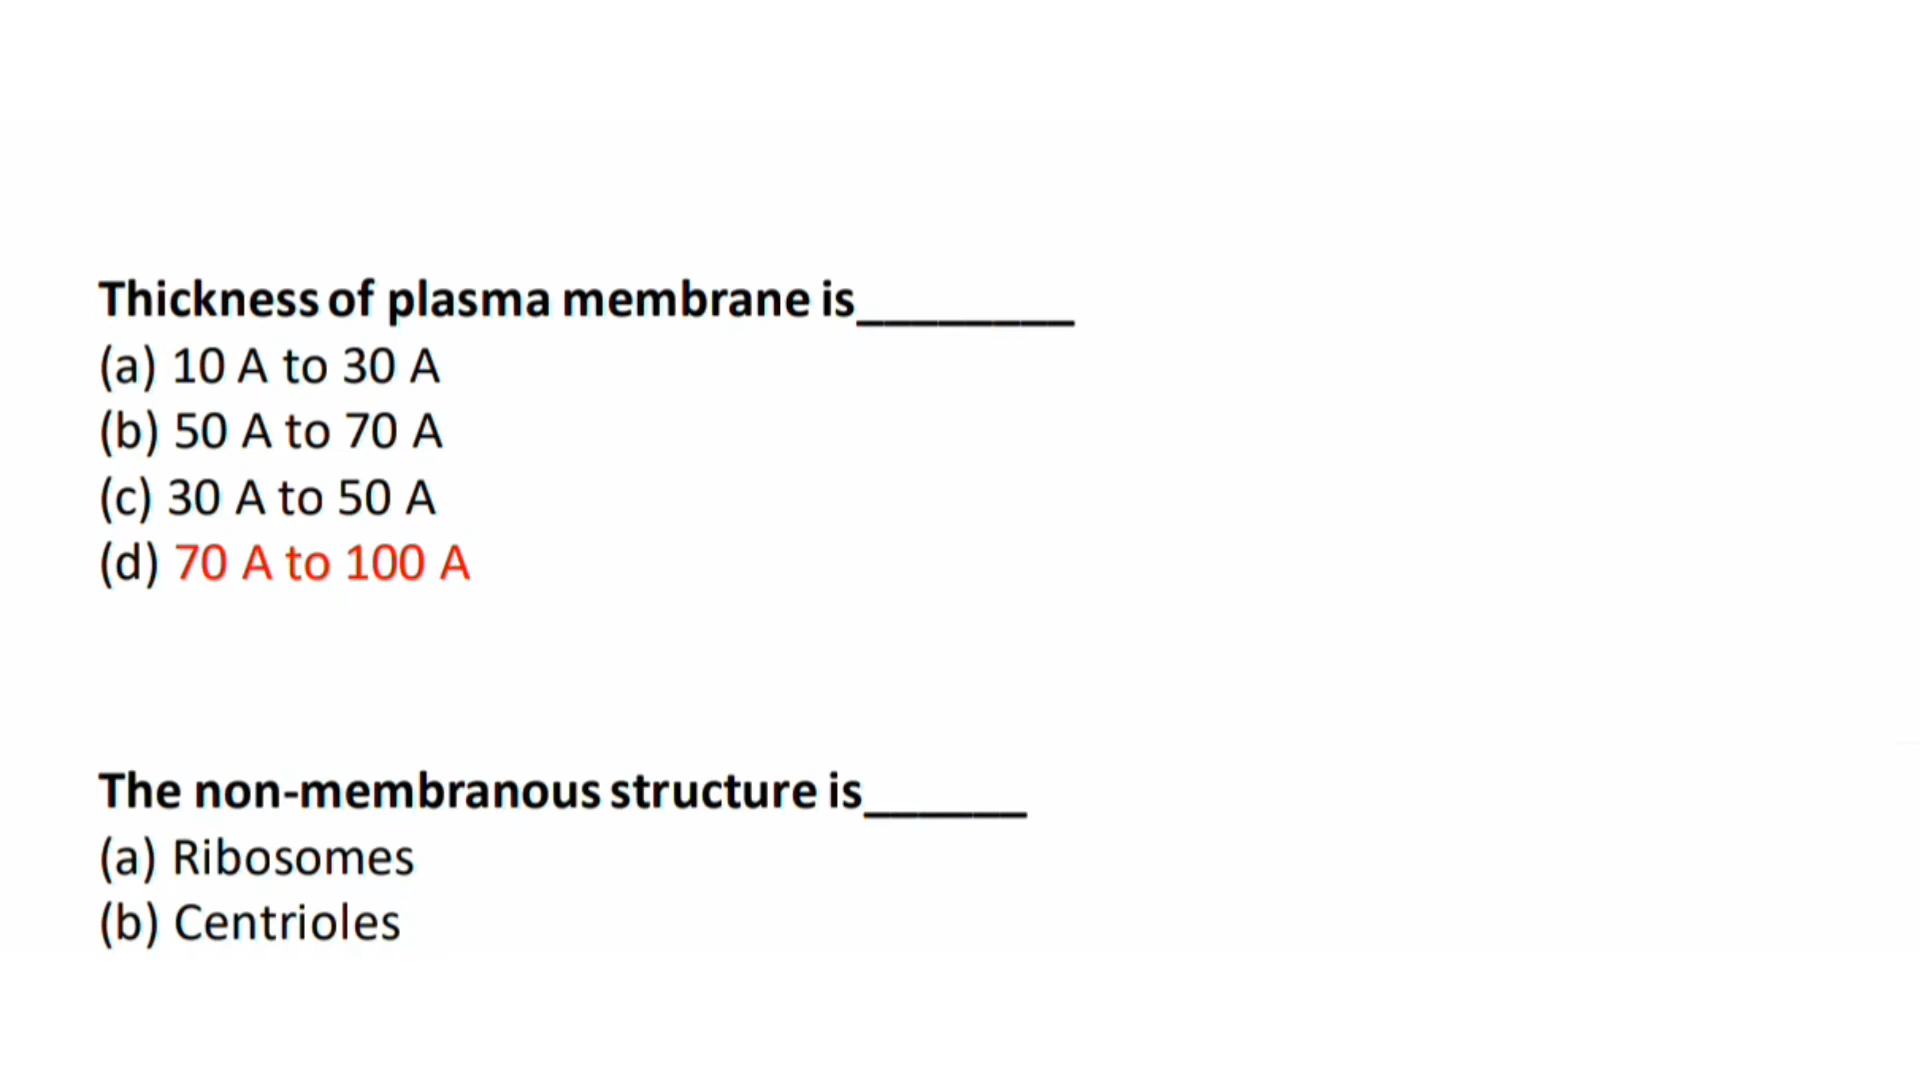 Thickness of plasma membrane is________
(a) 10 A to 30 A
(b) 50 A to 70 A
(c) 30 A to 50 A
(d) 70 A to 100 A
The non-membranous structure is______
(a) Ribosomes
(b) Centrioles